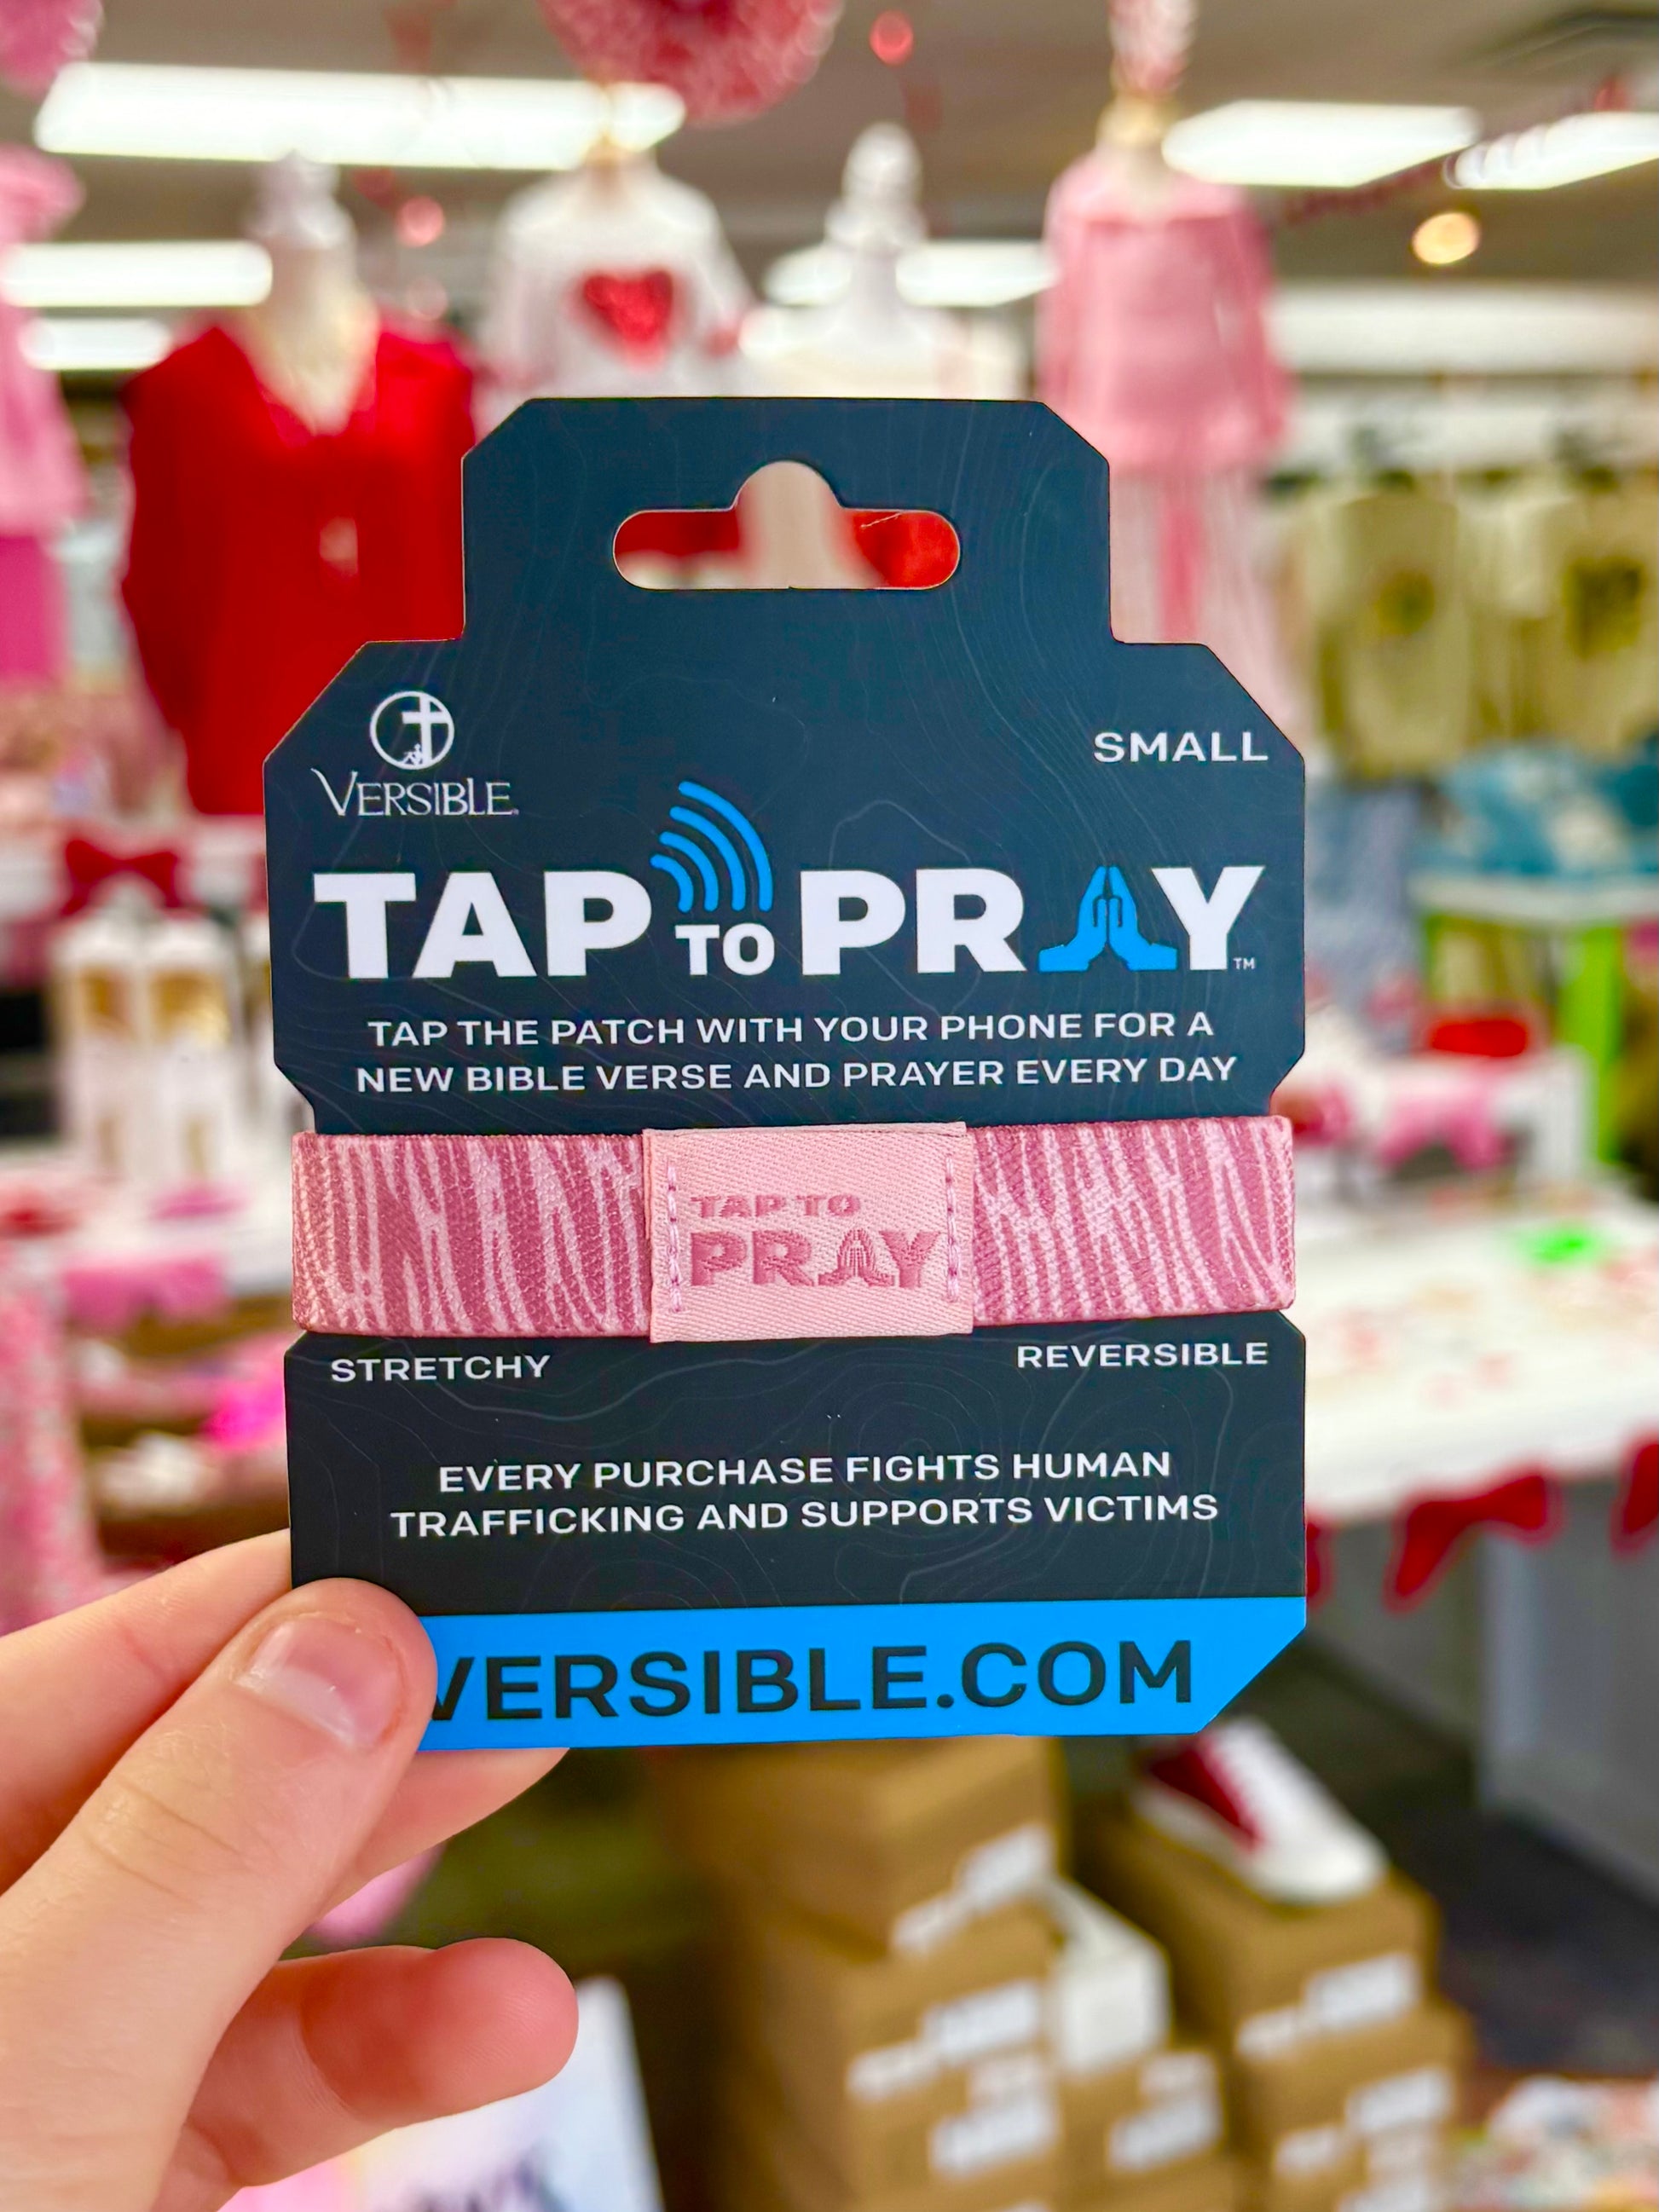 VERSIBLE
SMALL
TAP TO PRAY™
TAP THE PATCH WITH YOUR PHONE FOR A
NEW BIBLE VERSE AND PRAYER EVERY DAY
TAP TO
PRAY
STRETCHY
REVERSIBLE
EVERY PURCHASE FIGHTS HUMAN
TRAFFICKING AND SUPPORTS VICTIMS
VERSIBLE.COM